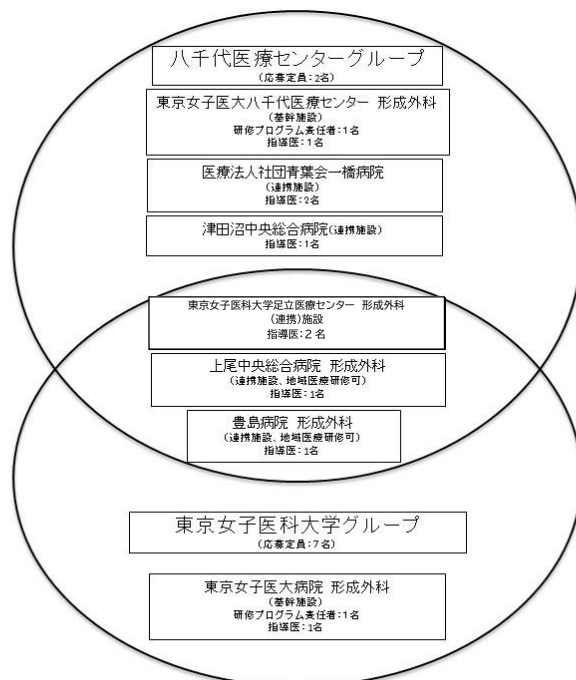 八千代医療センターグループ
(応募定員:2名)
東京女子医大八千代医療センター 形成外科
(基幹施設)
研修プログラム責任者:1名
指導医:1名
医療法人社団青葉会一橋病院
(連携施設)
指導医:2名
津田沼中央総合病院(連携施設)
指導医:1名
東京女子医科大学足立医療センター 形成外科
(連携)施設
指導医:2 名
上尾中央総合病院 形成外科
(連携施設、地域医療研修可)
指導医:1名
豊島病院 形成外科
(連携施設、地域医療研修可)
指導医:1名
東京女子医科大学グループ
(応募定員:7名)
東京女子医大病院 形成外科
(基幹施設)
研修プログラム責任者:1名
指導医:1名